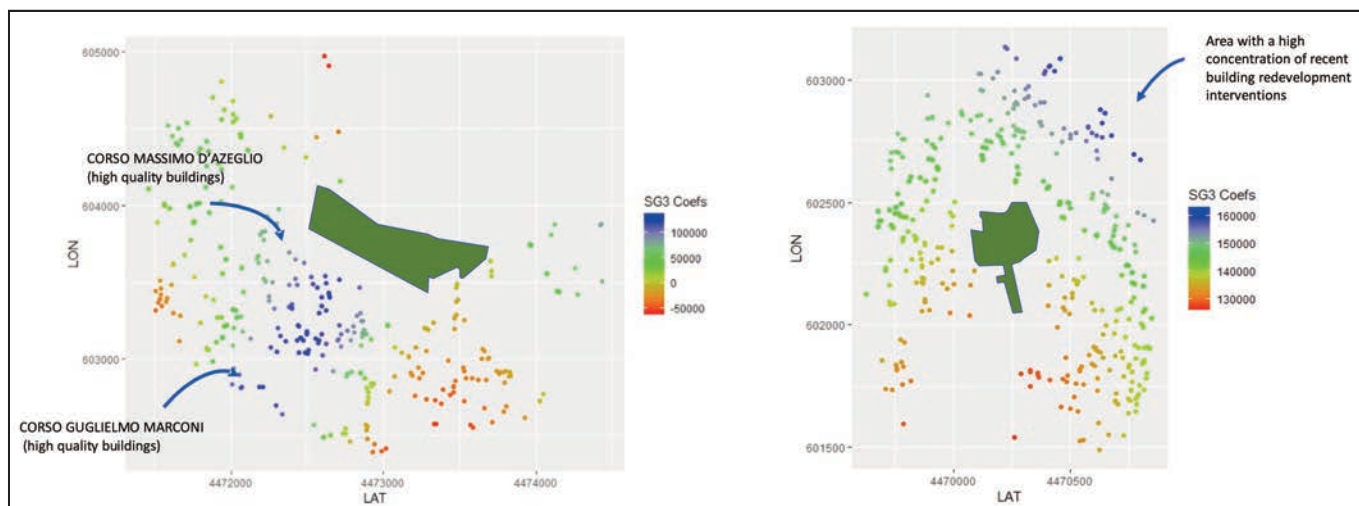 605000
604000
603000
LON
4472000
4473000
4474000
LAT
CORSO MASSIMO D'AZEGLIO
(high quality buildings)
CORSO GUGLIELMO MARCONI
(high quality buildings)
SG3 Coefs
100000
50000
0
-50000
603000
602500
602000
601500
LON
4470000
4470500
LAT
Area with a high
concentration of recent
building redevelopment
interventions
SG3 Coefs
160000
150000
140000
130000